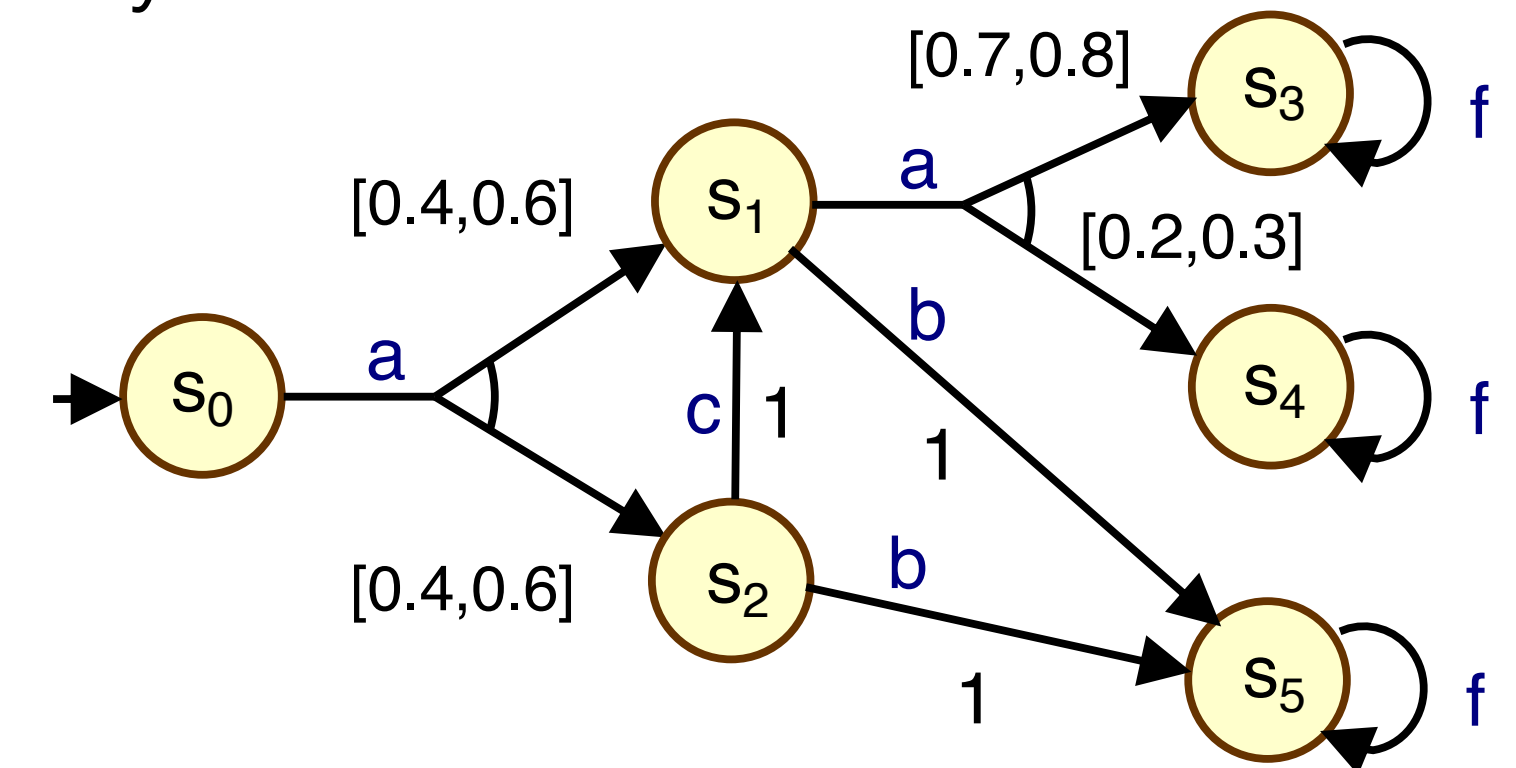 [0.7,0.8]
s3
f
a
[0.4,0.6]
s1
[0.2,0.3]
b
a
s0
c
1
s4
f
1
[0.4,0.6]
s2
b
1
s5
f